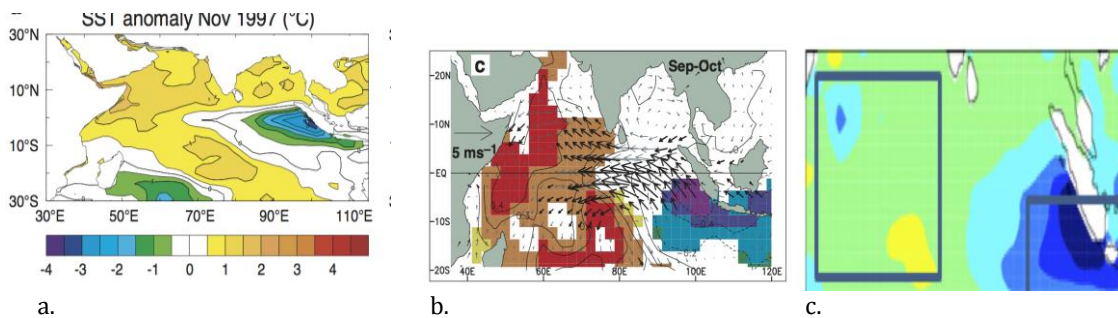 SST anomaly Nov 1997 (°C)
30°N
10°N
10°S
30°S
30°E
50°E
70°E
90°E
110°E
-4
-3
-2
-1
0
1
2
3
4
c
Sep-Oct
20N
10N
5 ms⁻¹
EQ
10S
20S
40E
60E
80E
100E
120E
a.
b.
c.